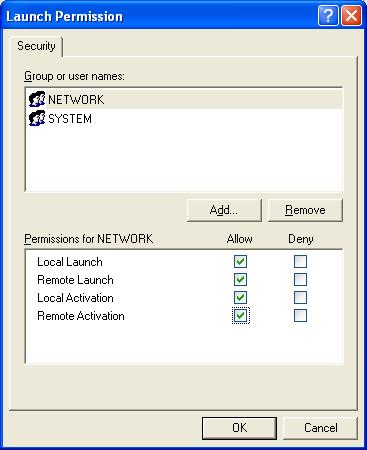 Launch Permission
Security
Group or user names:
NETWORK
SYSTEM
Add... Remove
Permissions for NETWORK Allow Deny
Local Launch
Remote Launch
Local Activation
Remote Activation
OK Cancel